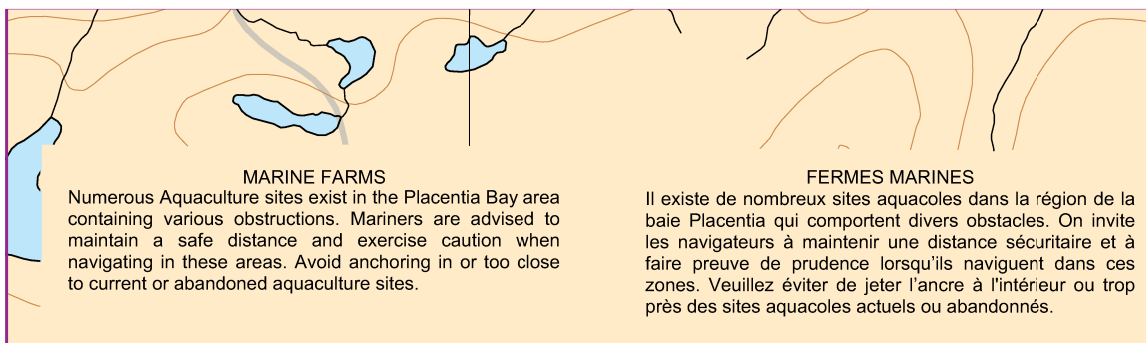 MARINE FARMS
Numerous Aquaculture sites exist in the Placentia Bay area
containing various obstructions. Mariners are advised to
maintain a safe distance and exercise caution when
navigating in these areas. Avoid anchoring in or too close
to current or abandoned aquaculture sites.
FERMES MARINES
Il existe de nombreux sites aquacoles dans la région de la
baie Placentia qui comportent divers obstacles. On invite
les navigateurs à maintenir une distance sécuritaire et à
faire preuve de prudence lorsqu'ils naviguent dans ces
zones. Veuillez éviter de jeter l’ancre à l'intérieur ou trop
près des sites aquacoles actuels ou abandonnés.